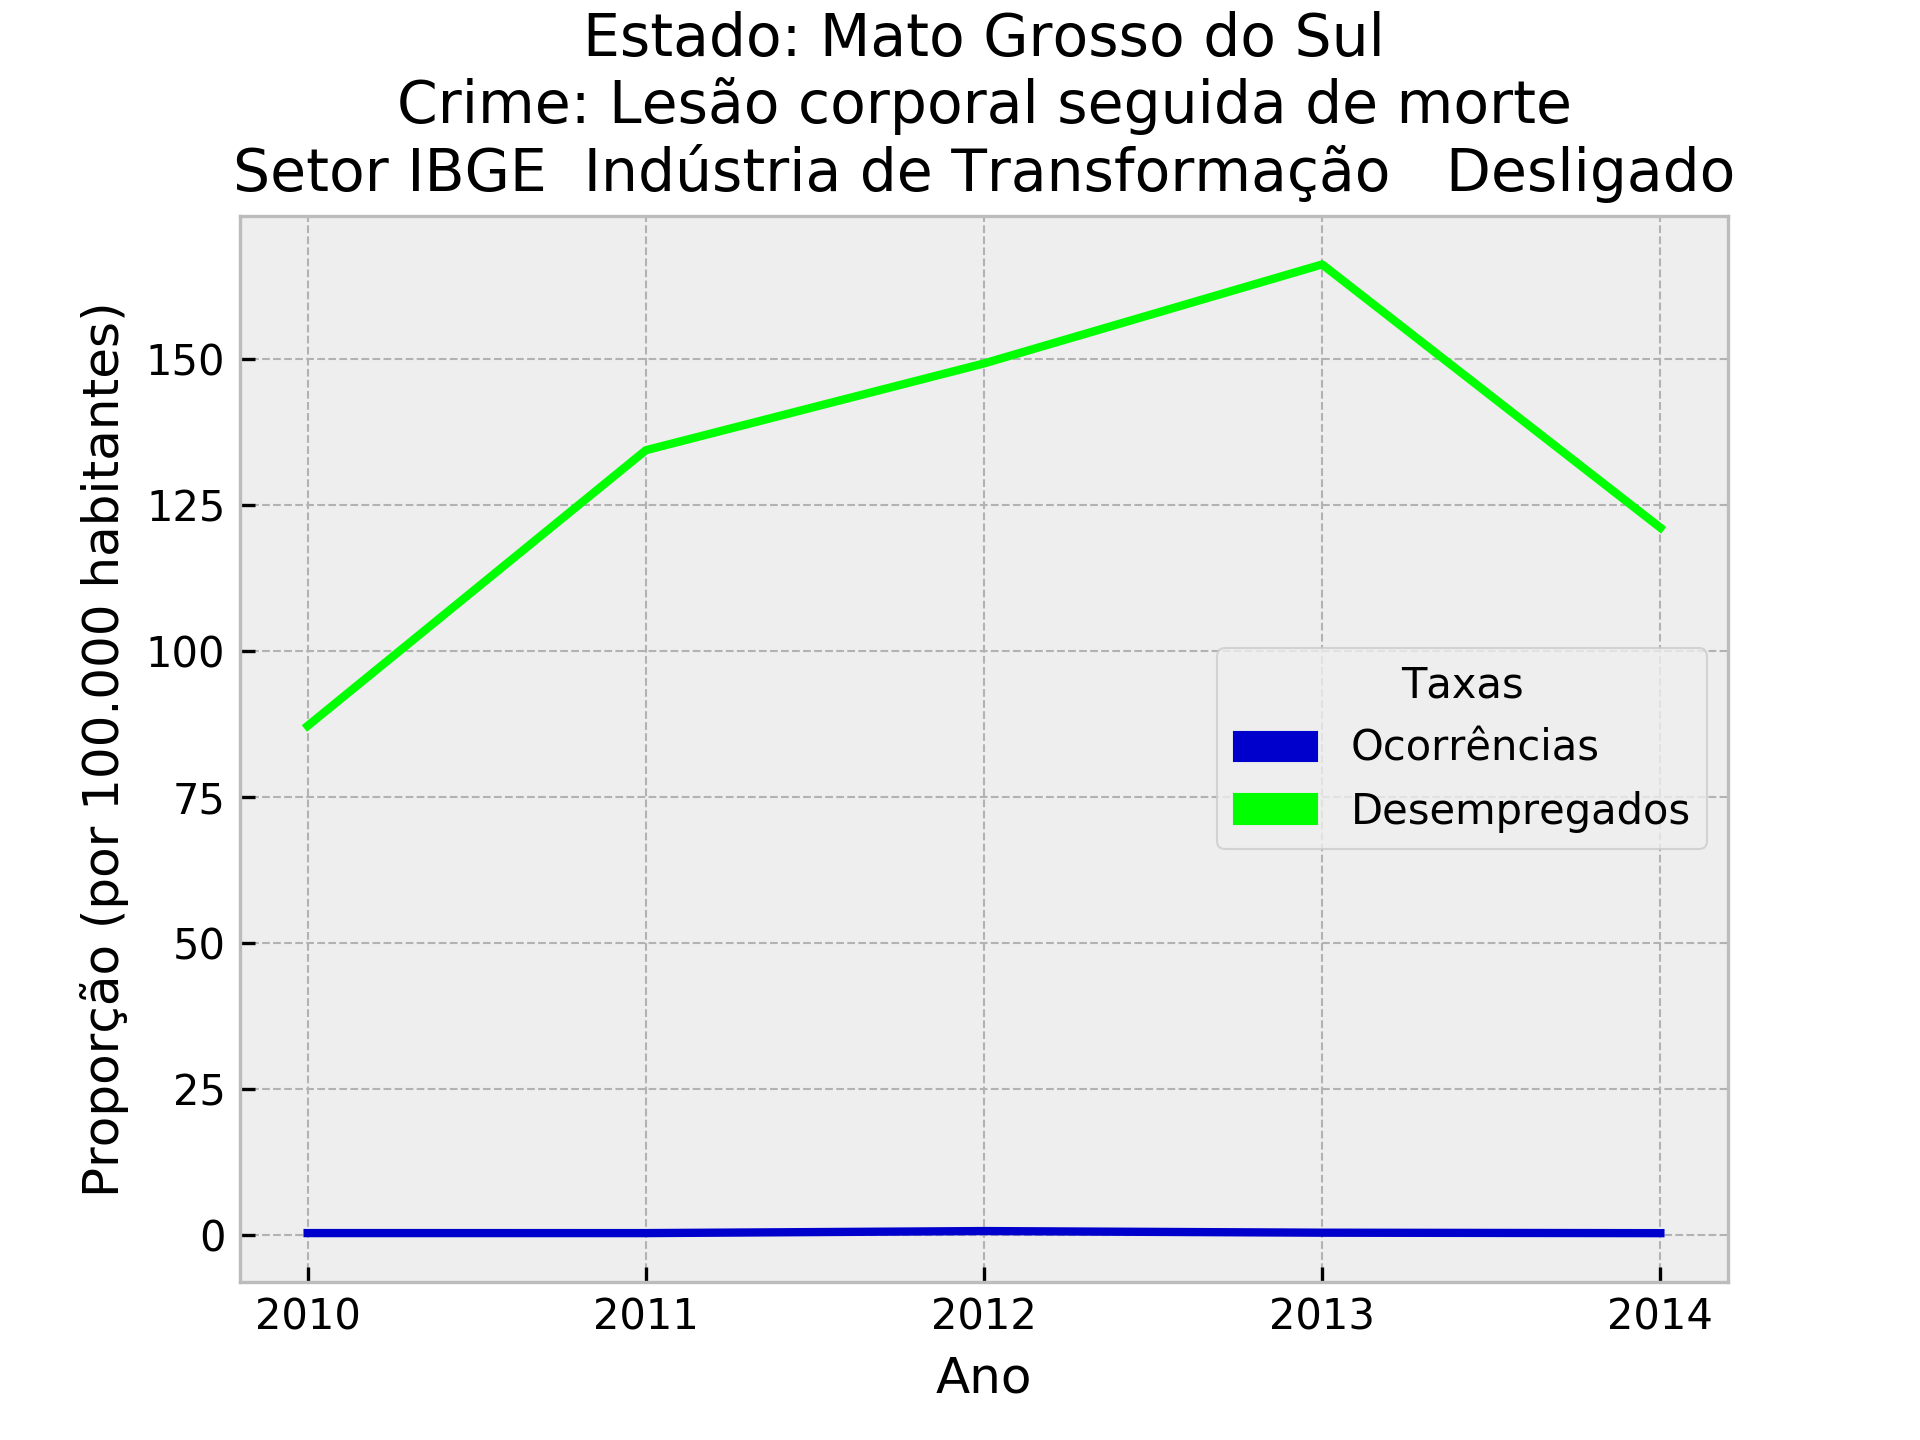 Estado: Mato Grosso do Sul
Crime: Lesão corporal seguida de morte
Setor IBGE  Indústria de Transformação   Desligado
Proporção (por 100.000 habitantes)
150
125
100
75
50
25
0
Taxas
Ocorrências
Desempregados
2010 2011 2012 2013 2014
Ano